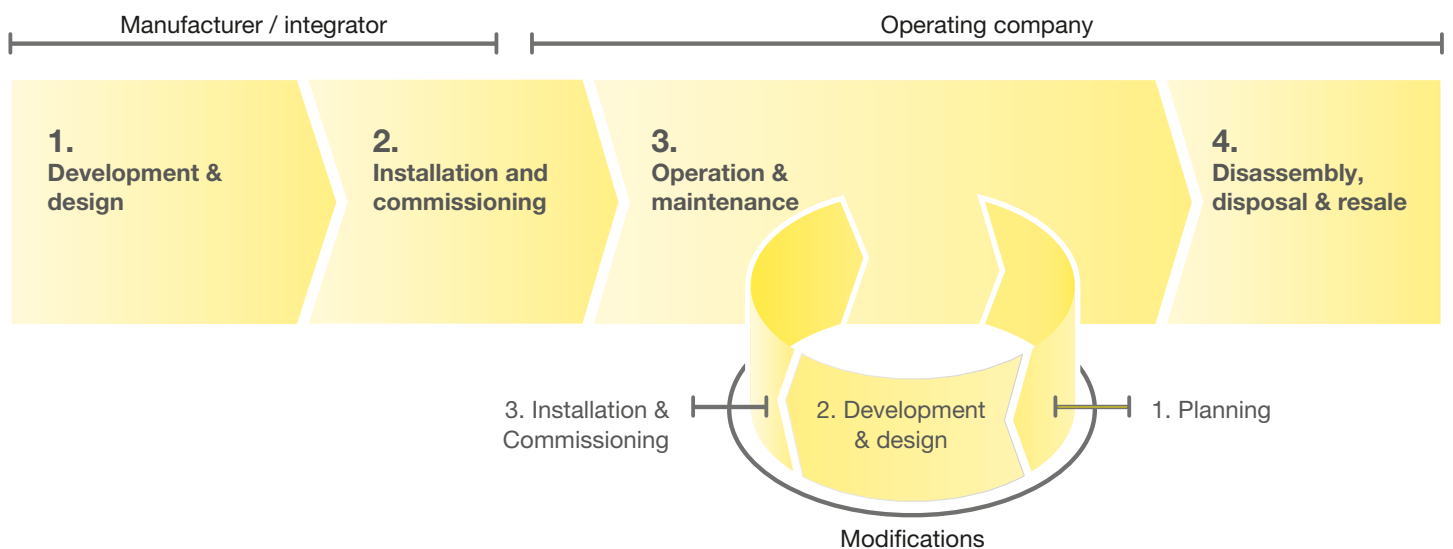 Manufacturer / integrator
Operating company
1.
Development &
design
2.
Installation and
commissioning
3.
Operation &
maintenance
4.
Disassembly,
disposal & resale
3. Installation &
Commissioning
2. Development
& design
1. Planning
Modifications